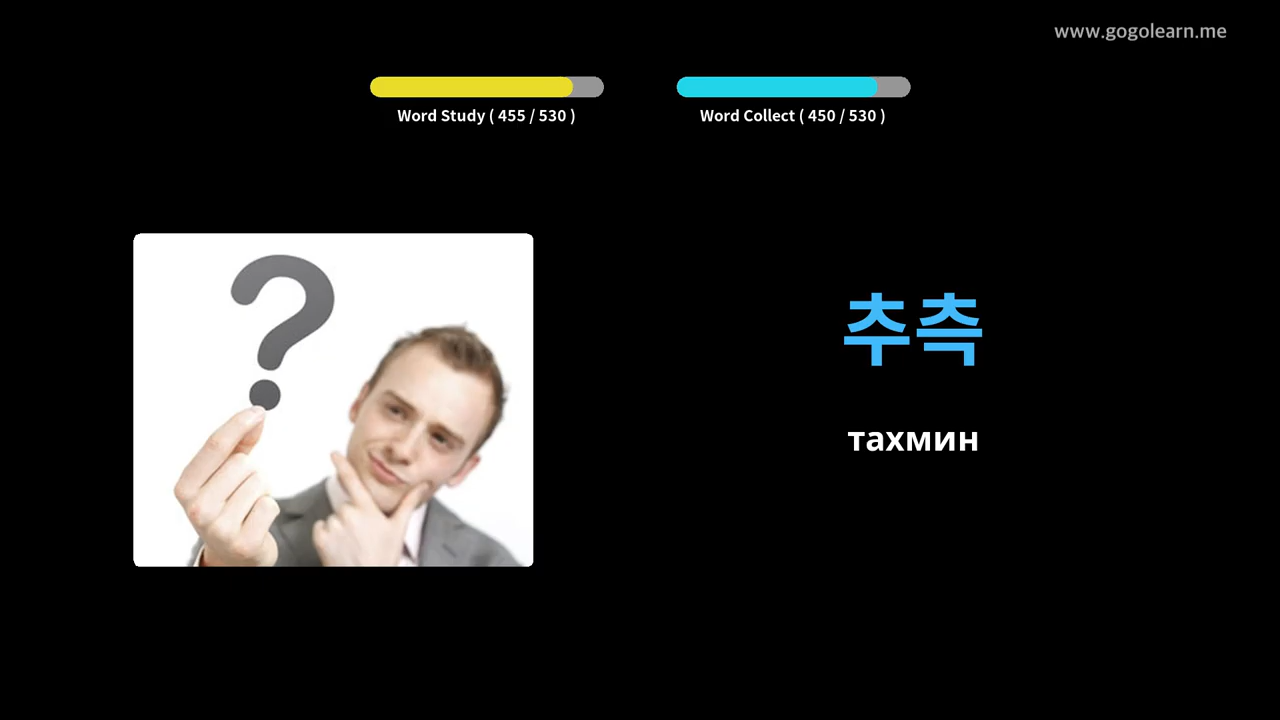 www.gogolearn.me
Word Study ( 455 / 530 )
Word Collect ( 450 / 530 )
?
추측
тахмин